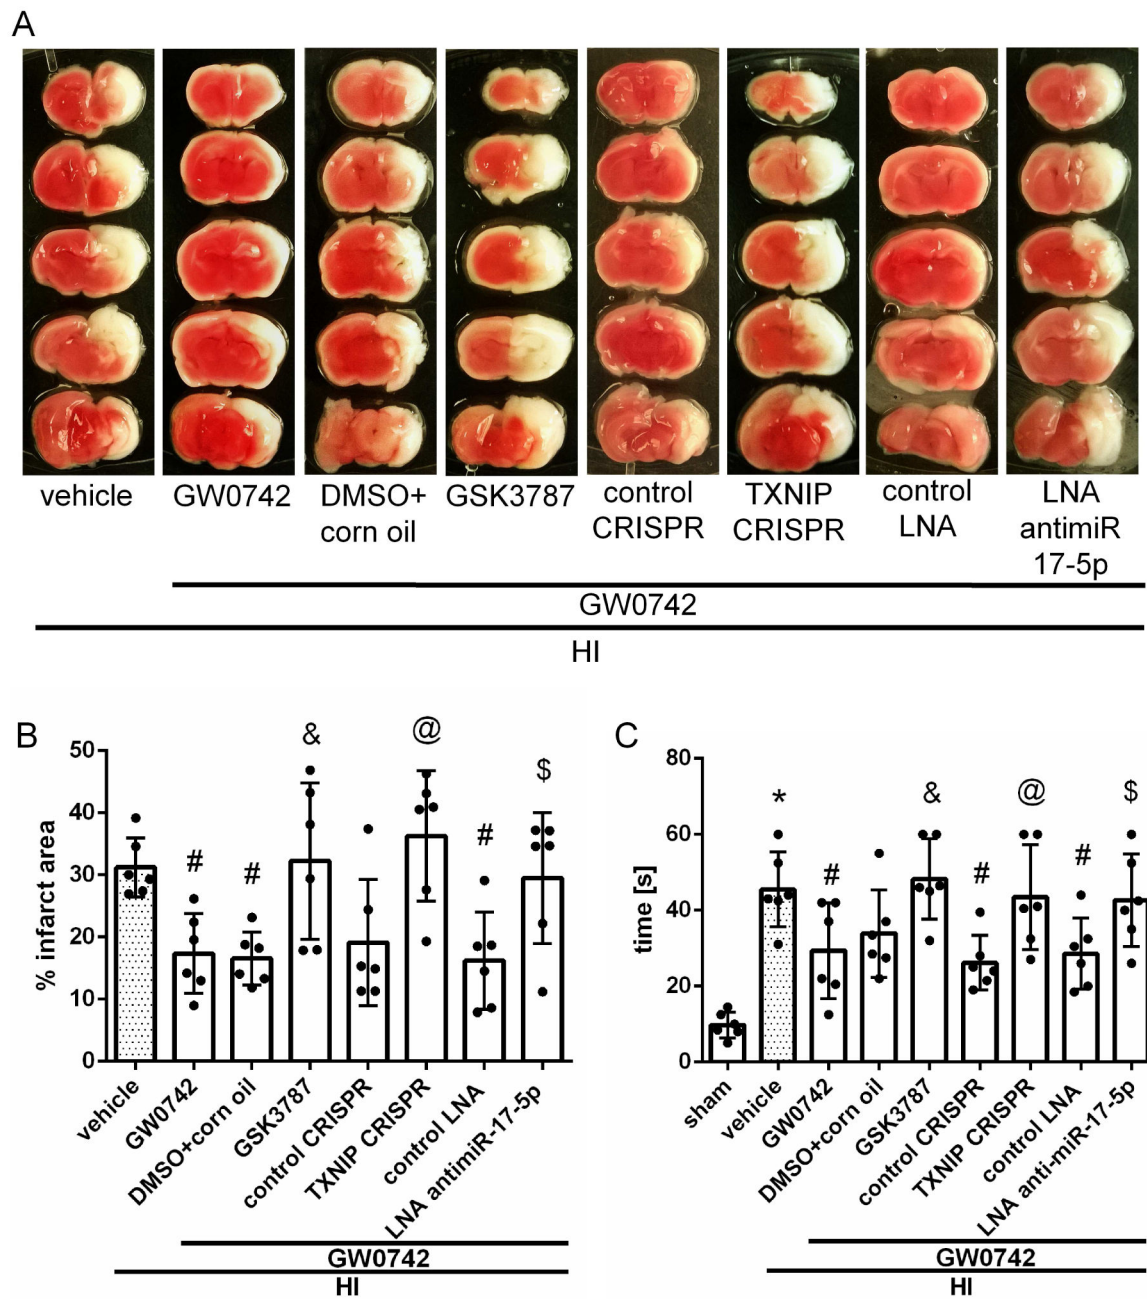 A
vehicle
GW0742
DMSO+
corn oil
GSK3787
control
CRISPR
TXNIP
CRISPR
control
LNA
LNA
antimiR
17-5p
GW0742
HI
B
% infarct area
50
40
30
20
10
0
& @ $
# # #
vehicle
GW0742
DMSO+corn oil
GSK3787
control CRISPR
TXNIP CRISPR
control LNA
LNA antimiR-17-5p
GW0742
HI
C
time [s]
80
60
40
20
0
* & @ $
# # #
sham
vehicle
GW0742
DMSO+corn oil
GSK3787
control CRISPR
TXNIP CRISPR
control LNA
LNA anti-miR-17-5p
GW0742
HI